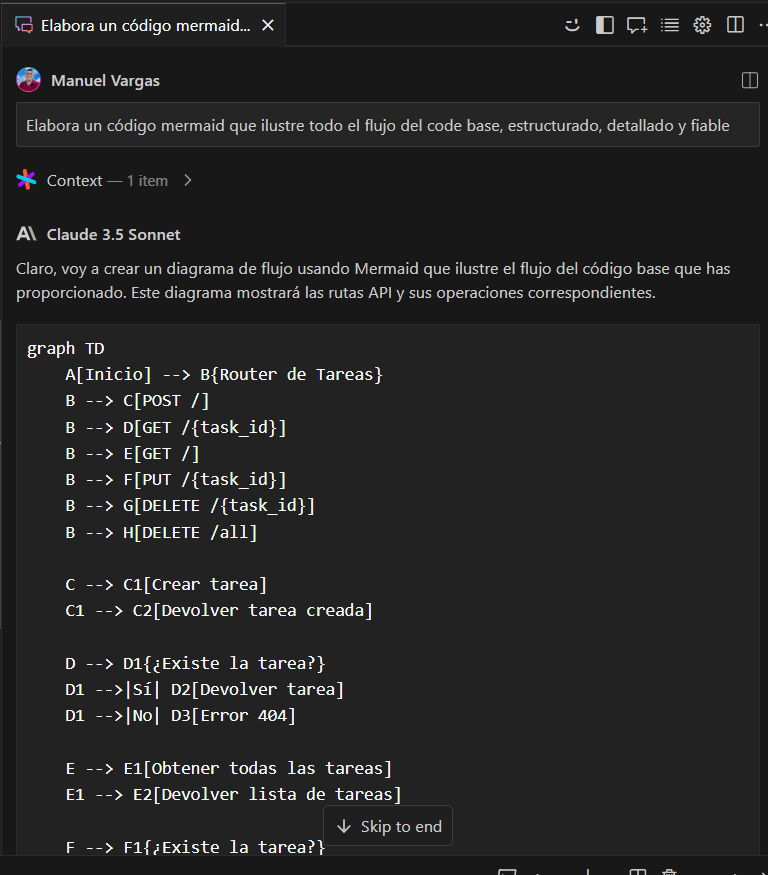 Elabora un código mermaid...
Manuel Vargas
Elabora un código mermaid que ilustre todo el flujo del code base, estructurado, detallado y fiable
Context — 1 item
Claude 3.5 Sonnet
Claro, voy a crear un diagrama de flujo usando Mermaid que ilustre el flujo del código base que has
proporcionado. Este diagrama mostrará las rutas API y sus operaciones correspondientes.
graph TD
    A[Inicio] --> B{Router de Tareas}
    B --> C[POST /]
    B --> D[GET /{task_id}]
    B --> E[GET /]
    B --> F[PUT /{task_id}]
    B --> G[DELETE /{task_id}]
    B --> H[DELETE /all]
    C --> C1[Crear tarea]
    C1 --> C2[Devolver tarea creada]
    D --> D1{¿Existe la tarea?}
    D1 -->|Sí| D2[Devolver tarea]
    D1 -->|No| D3[Error 404]
    E --> E1[Obtener todas las tareas]
    E1 --> E2[Devolver lista de tareas]
Skip to end
    F --> F1{¿Existe la tarea?}